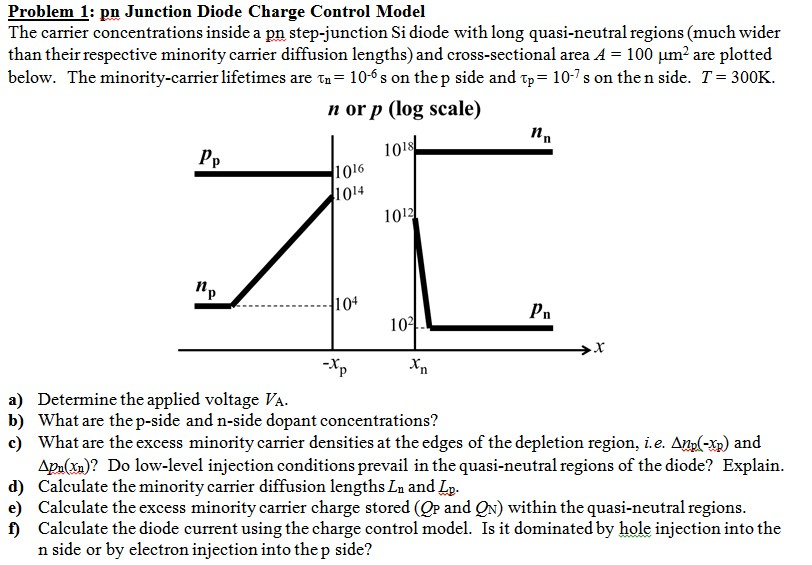 Problem 1: pn Junction Diode Charge Control Model
The carrier concentrations inside a pn step-junction Si diode with long quasi-neutral regions (much wider
than their respective minority carrier diffusion lengths) and cross-sectional area A = 100 μm² are plotted
below. The minority-carrier lifetimes are τn= 10⁻⁶ s on the p side and τp= 10⁻⁷ s on the n side. T = 300K.
n or p (log scale)
nn
10¹⁸
Pp
10¹⁶
10¹⁴
10¹²
np
10⁴
Pn
10²
x
-xp
xn
a) Determine the applied voltage VA.
b) What are the p-side and n-side dopant concentrations?
c) What are the excess minority carrier densities at the edges of the depletion region, i.e. Δnp(-xp) and
Δpn(xn)? Do low-level injection conditions prevail in the quasi-neutral regions of the diode? Explain.
d) Calculate the minority carrier diffusion lengths Ln and Lp.
e) Calculate the excess minority carrier charge stored (QP and QN) within the quasi-neutral regions.
f) Calculate the diode current using the charge control model. Is it dominated by hole injection into the
n side or by electron injection into the p side?